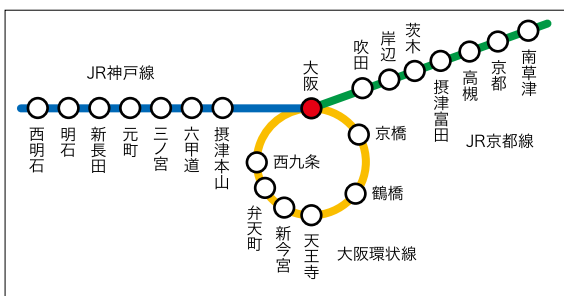 JR神戸線
西明石
明石
新長田
元町
三ノ宮
六甲道
摂津本山
大阪
吹田
岸辺
茨木
摂津富田
高槻
京都
南草津
JR京都線
京橋
鶴橋
天王寺
新今宮
弁天町
西九条
大阪環状線